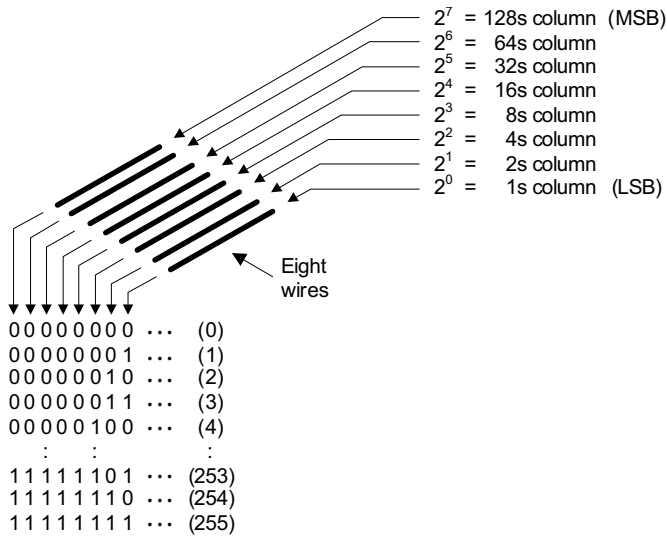 2⁷ = 128s column (MSB)
2⁶ = 64s column
2⁵ = 32s column
2⁴ = 16s column
2³ = 8s column
2² = 4s column
2¹ = 2s column
2⁰ = 1s column (LSB)
Eight
wires
0 0 0 0 0 0 0 0 ··· (0)
0 0 0 0 0 0 0 1 ··· (1)
0 0 0 0 0 0 1 0 ··· (2)
0 0 0 0 0 0 1 1 ··· (3)
0 0 0 0 0 1 0 0 ··· (4)
: : :
1 1 1 1 1 1 0 1 ··· (253)
1 1 1 1 1 1 1 0 ··· (254)
1 1 1 1 1 1 1 1 ··· (255)